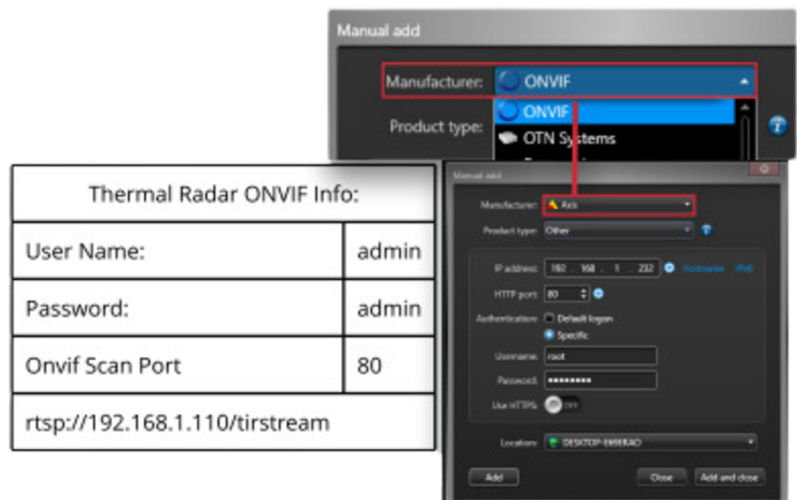 Manual add
Manufacturer: ONVIF
ONVIF
Product type: OTN Systems
Thermal Radar ONVIF Info:
User Name: admin
Password: admin
Onvif Scan Port 80
rtsp://192.168.1.110/tirstream
Manual add
Manufacturer: Axis
Product type: Other
IP address: 192 . 168 . 1 . 232 Hostname IPv6
HTTP port: 80
Authentication: Default logon
Specific
Username: root
Password: ••••••••
Use HTTPS: OFF
Location:
Add Close Add and close